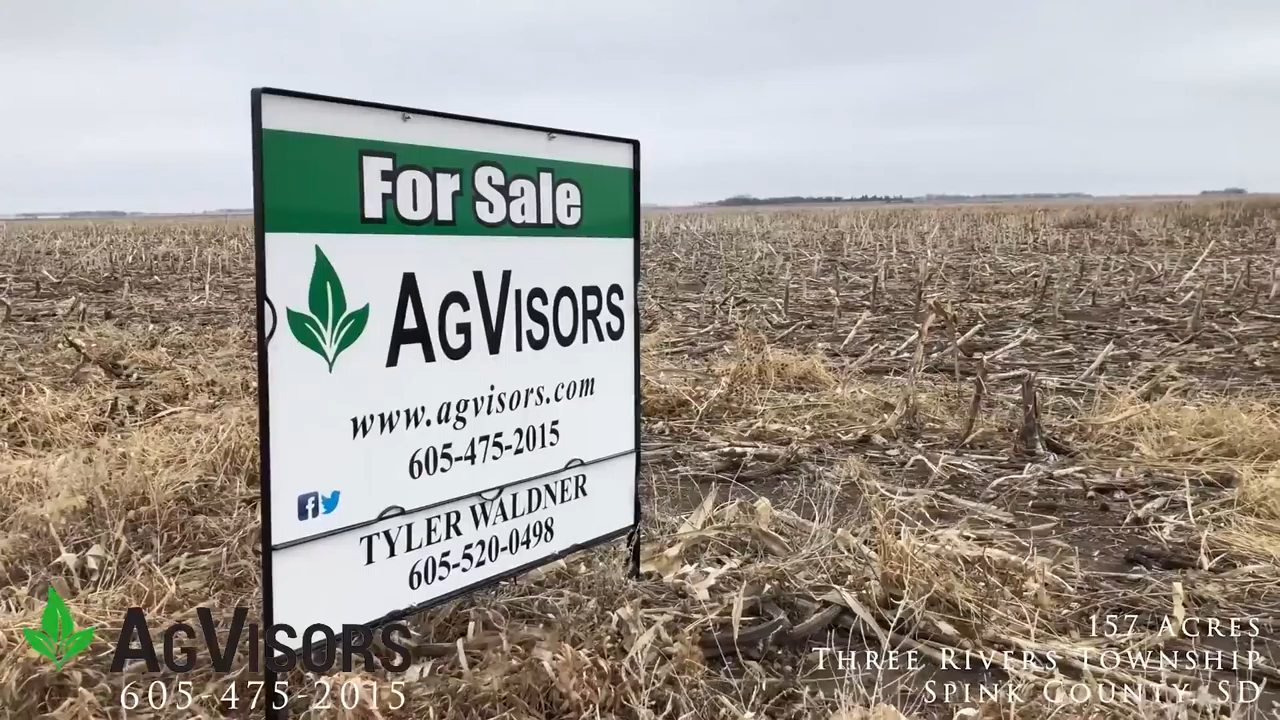 For Sale
AgVisors
www.agvisors.com
605-475-2015
TYLER WALDNER
605-520-0498
AgVisors
605-475-2015
157 Acres
Three Rivers Township
Spink County, SD